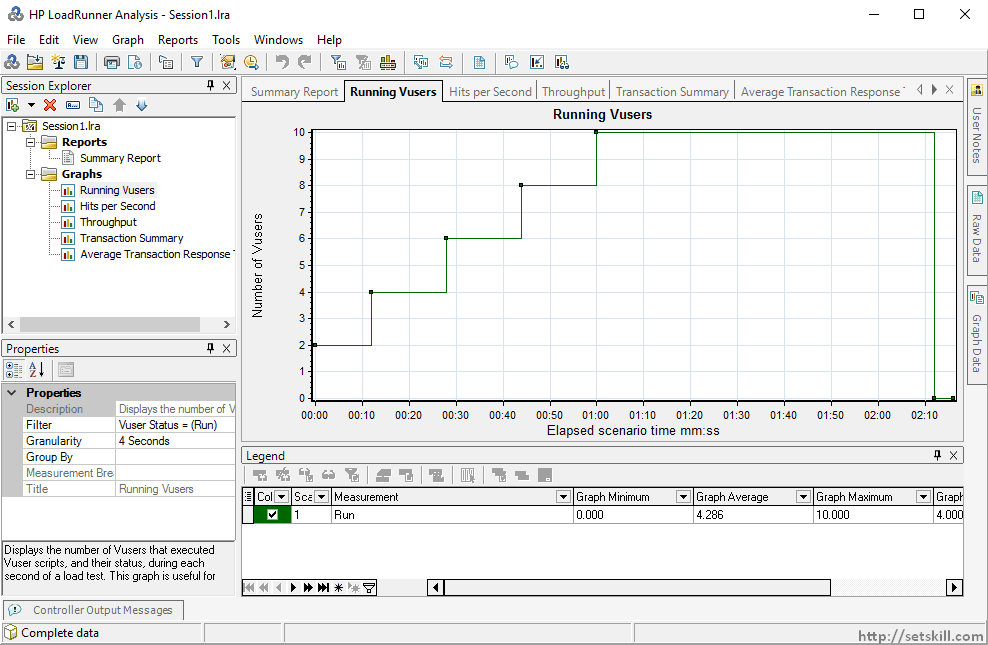 HP LoadRunner Analysis - Session1.lra
File Edit View Graph Reports Tools Windows Help
Session Explorer
Session1.lra
Reports
Summary Report
Graphs
Running Vusers
Hits per Second
Throughput
Transaction Summary
Average Transaction Response
Properties
Properties
Description Displays the number of V
Filter Vuser Status = (Run)
Granularity 4 Seconds
Group By
Measurement Bre
Title Running Vusers
Displays the number of Vusers that executed
Vuser scripts, and their status, during each
second of a load test. This graph is useful for
Summary Report Running Vusers Hits per Second Throughput Transaction Summary Average Transaction Response
Running Vusers
Number of Vusers
10
9
8
7
6
5
4
3
2
1
0
00:00 00:10 00:20 00:30 00:40 00:50 01:00 01:10 01:20 01:30 01:40 01:50 02:00 02:10
Elapsed scenario time mm:ss
User Notes
Raw Data
Graph Data
Legend
Col Sca Measurement Graph Minimum Graph Average Graph Maximum Graph
1 Run 0.000 4.286 10.000 4.000
Controller Output Messages
Complete data
http://setskill.com